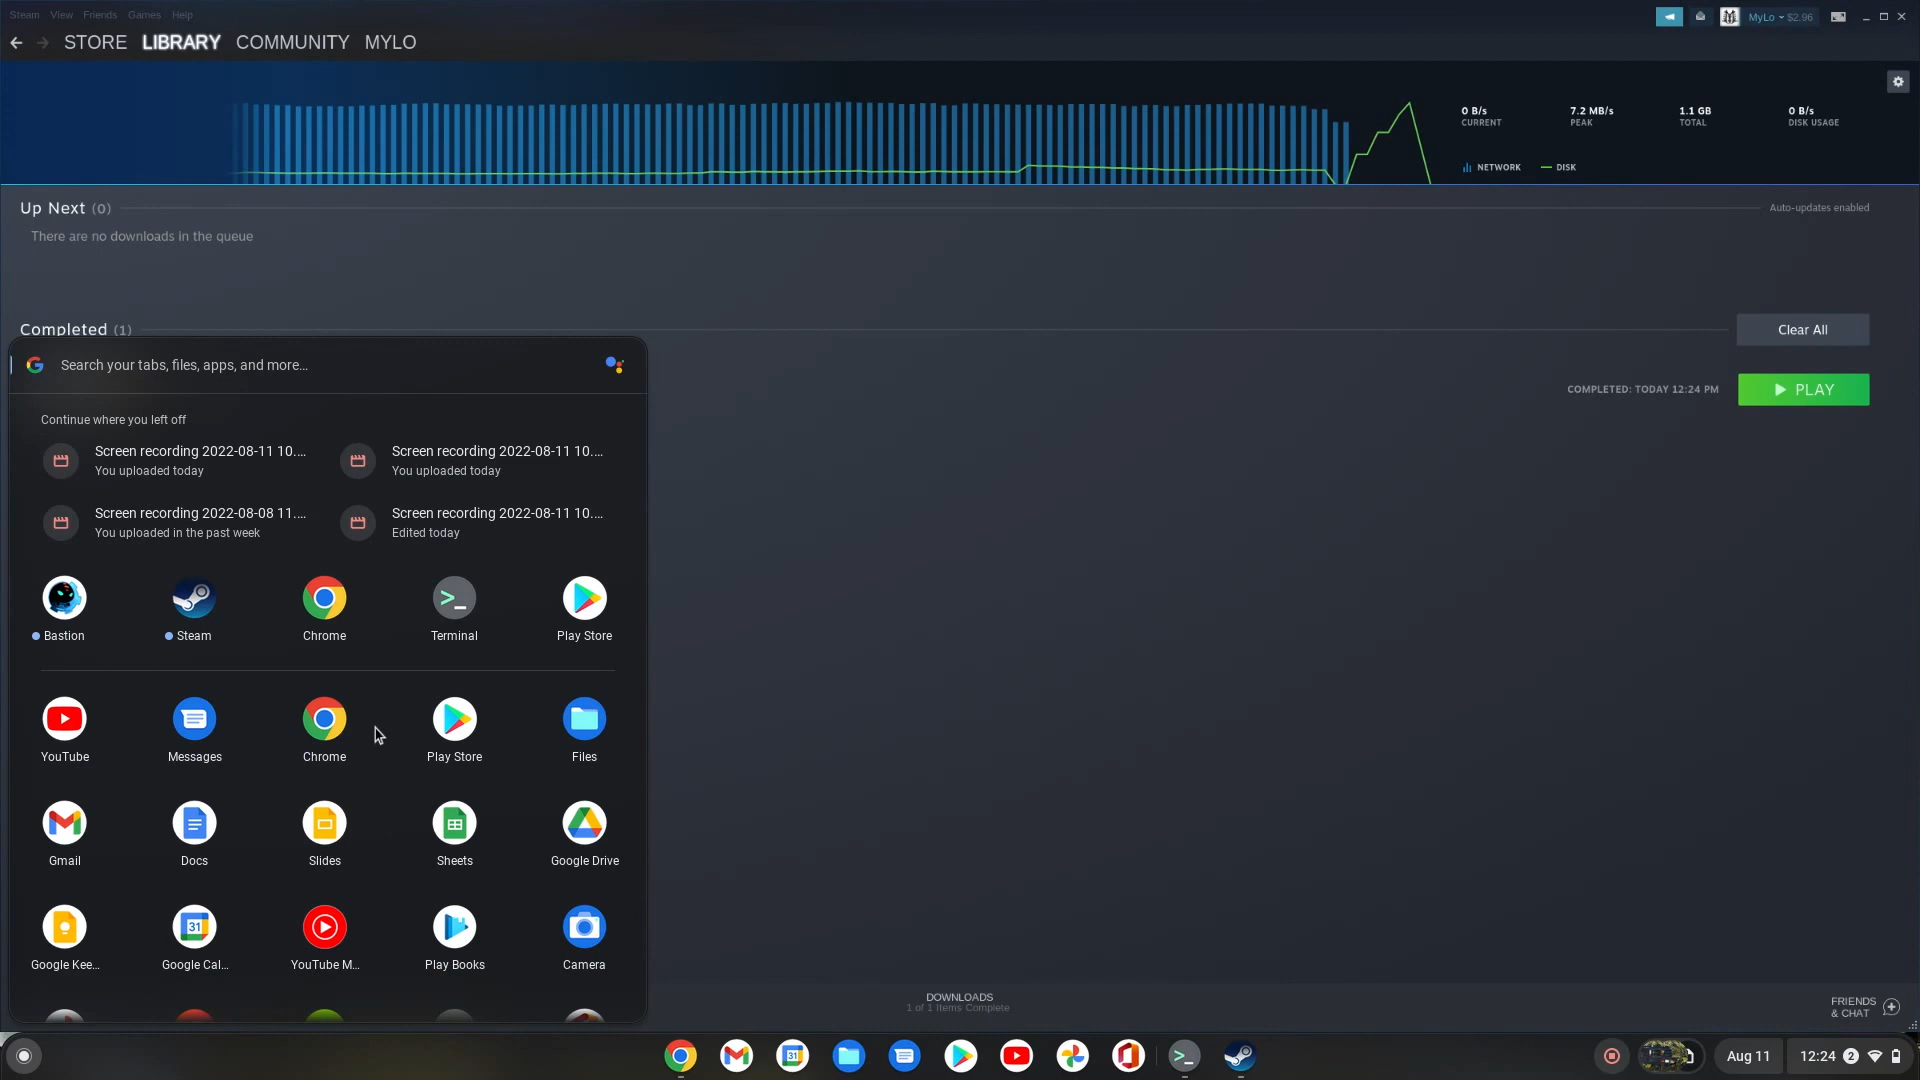 Steam View Friends Games Help
MyLo $2.96
STORE LIBRARY COMMUNITY MYLO
0 B/s 7.2 MB/s 1.1 GB 0 B/s
CURRENT PEAK TOTAL DISK USAGE
NETWORK DISK
Up Next (0)
Auto-updates enabled
There are no downloads in the queue
Completed (1)
Clear All
COMPLETED: TODAY 12:24 PM
PLAY
Search your tabs, files, apps, and more...
Continue where you left off
Screen recording 2022-08-11 10....
You uploaded today
Screen recording 2022-08-11 10....
You uploaded today
Screen recording 2022-08-08 11....
You uploaded in the past week
Screen recording 2022-08-11 10....
Edited today
Bastion Steam Chrome Terminal Play Store
YouTube Messages Chrome Play Store Files
Gmail Docs Slides Sheets Google Drive
31
Google Kee... Google Cal... YouTube M... Play Books Camera
DOWNLOADS
1 of 1 Items Complete
FRIENDS
& CHAT
31
Aug 11
12:24 2